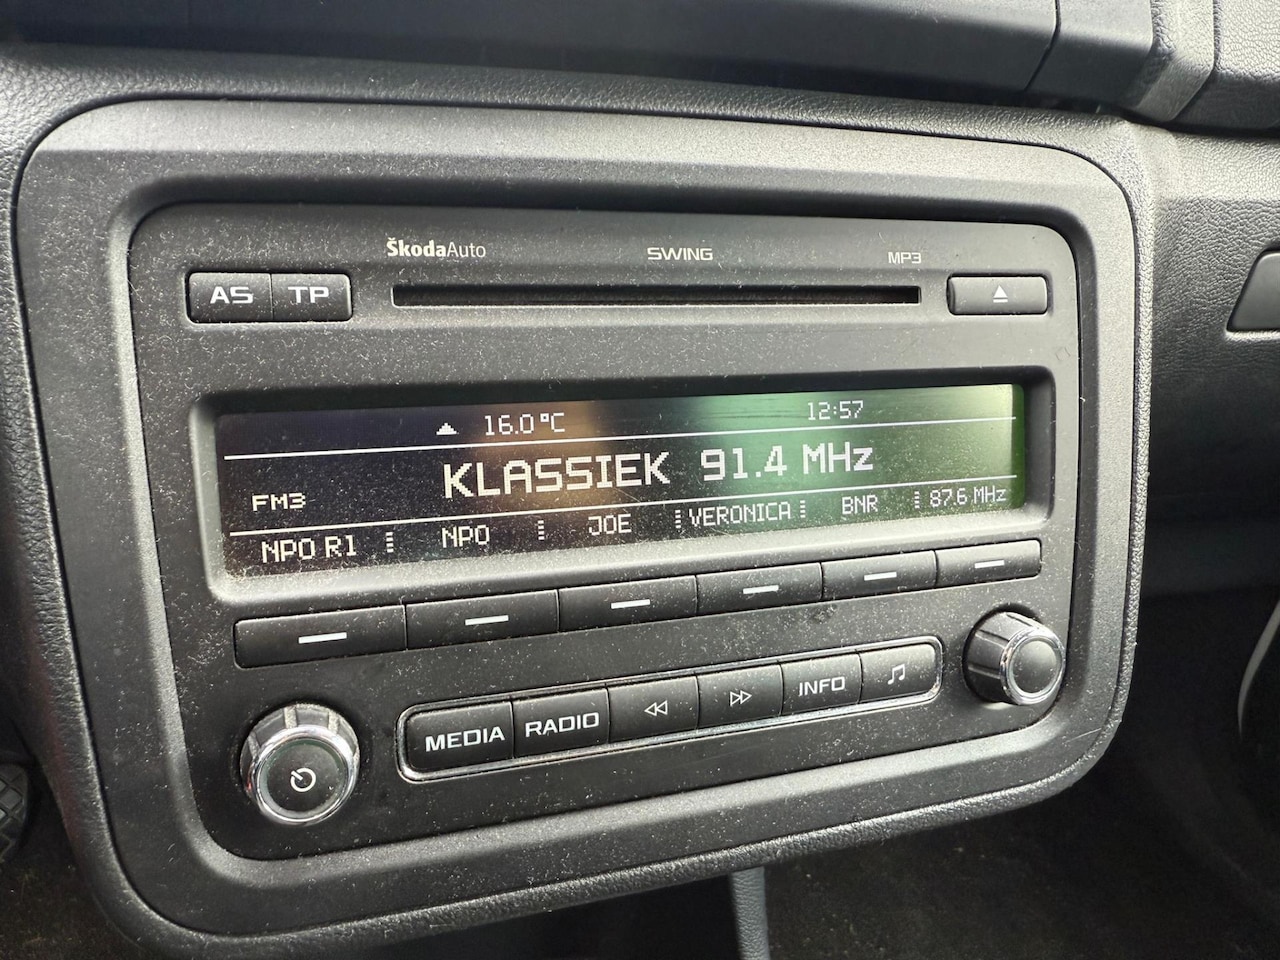 ŠkodaAuto SWING MP3
AS TP
16.0°C 12:57
FM3 KLASSIEK 91.4 MHz
NPO R1 NPO JOE VERONICA BNR 87.6 MHz
MEDIA RADIO INFO